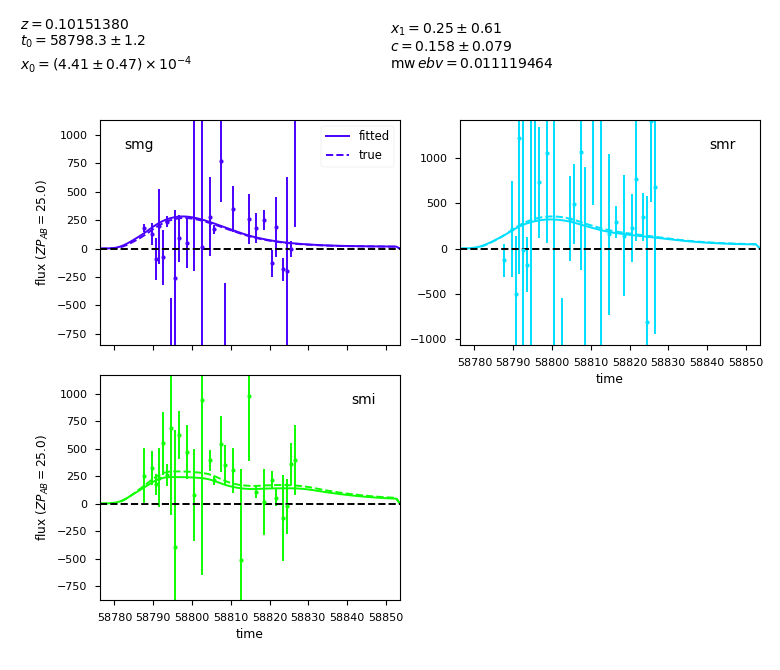 z = 0.10151380
t₀ = 58798.3 ± 1.2
x₀ = (4.41 ± 0.47) × 10⁻⁴
x₁ = 0.25 ± 0.61
c = 0.158 ± 0.079
mw ebv = 0.011119464
smg
fitted
true
1000
750
500
250
0
−250
−500
−750
flux (ZP_AB = 25.0)
smr
1000
500
0
−500
−1000
58780 58790 58800 58810 58820 58830 58840 58850
time
smi
1000
750
500
250
0
−250
−500
−750
flux (ZP_AB = 25.0)
58780 58790 58800 58810 58820 58830 58840 58850
time